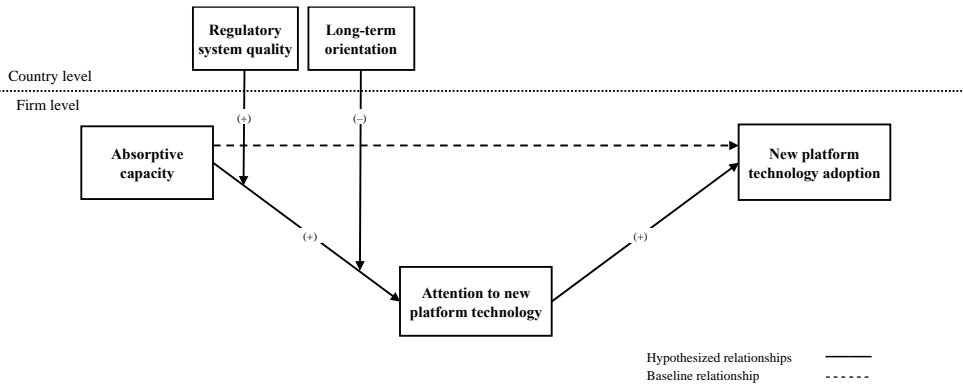 Regulatory
system quality
Long-term
orientation
Country level
Firm level
(+)
(–)
Absorptive
capacity
New platform
technology adoption
(+)
(+)
Attention to new
platform technology
Hypothesized relationships
Baseline relationship